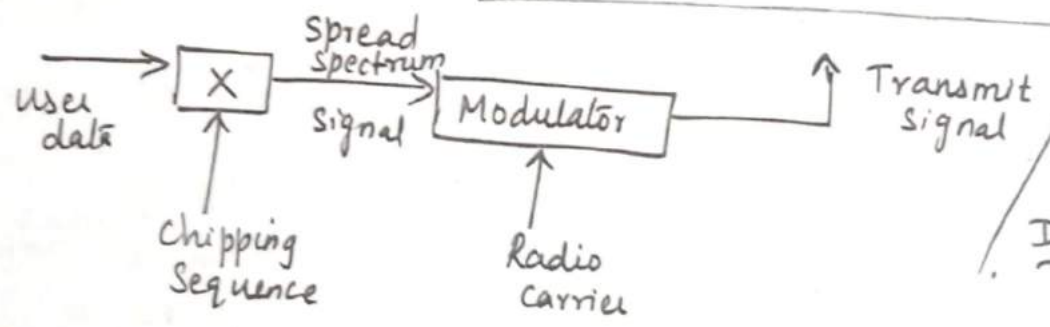 User
data
X
Spread
spectrum
signal
Modulator
Transmit
signal
Chipping
Sequence
Radio
carrier